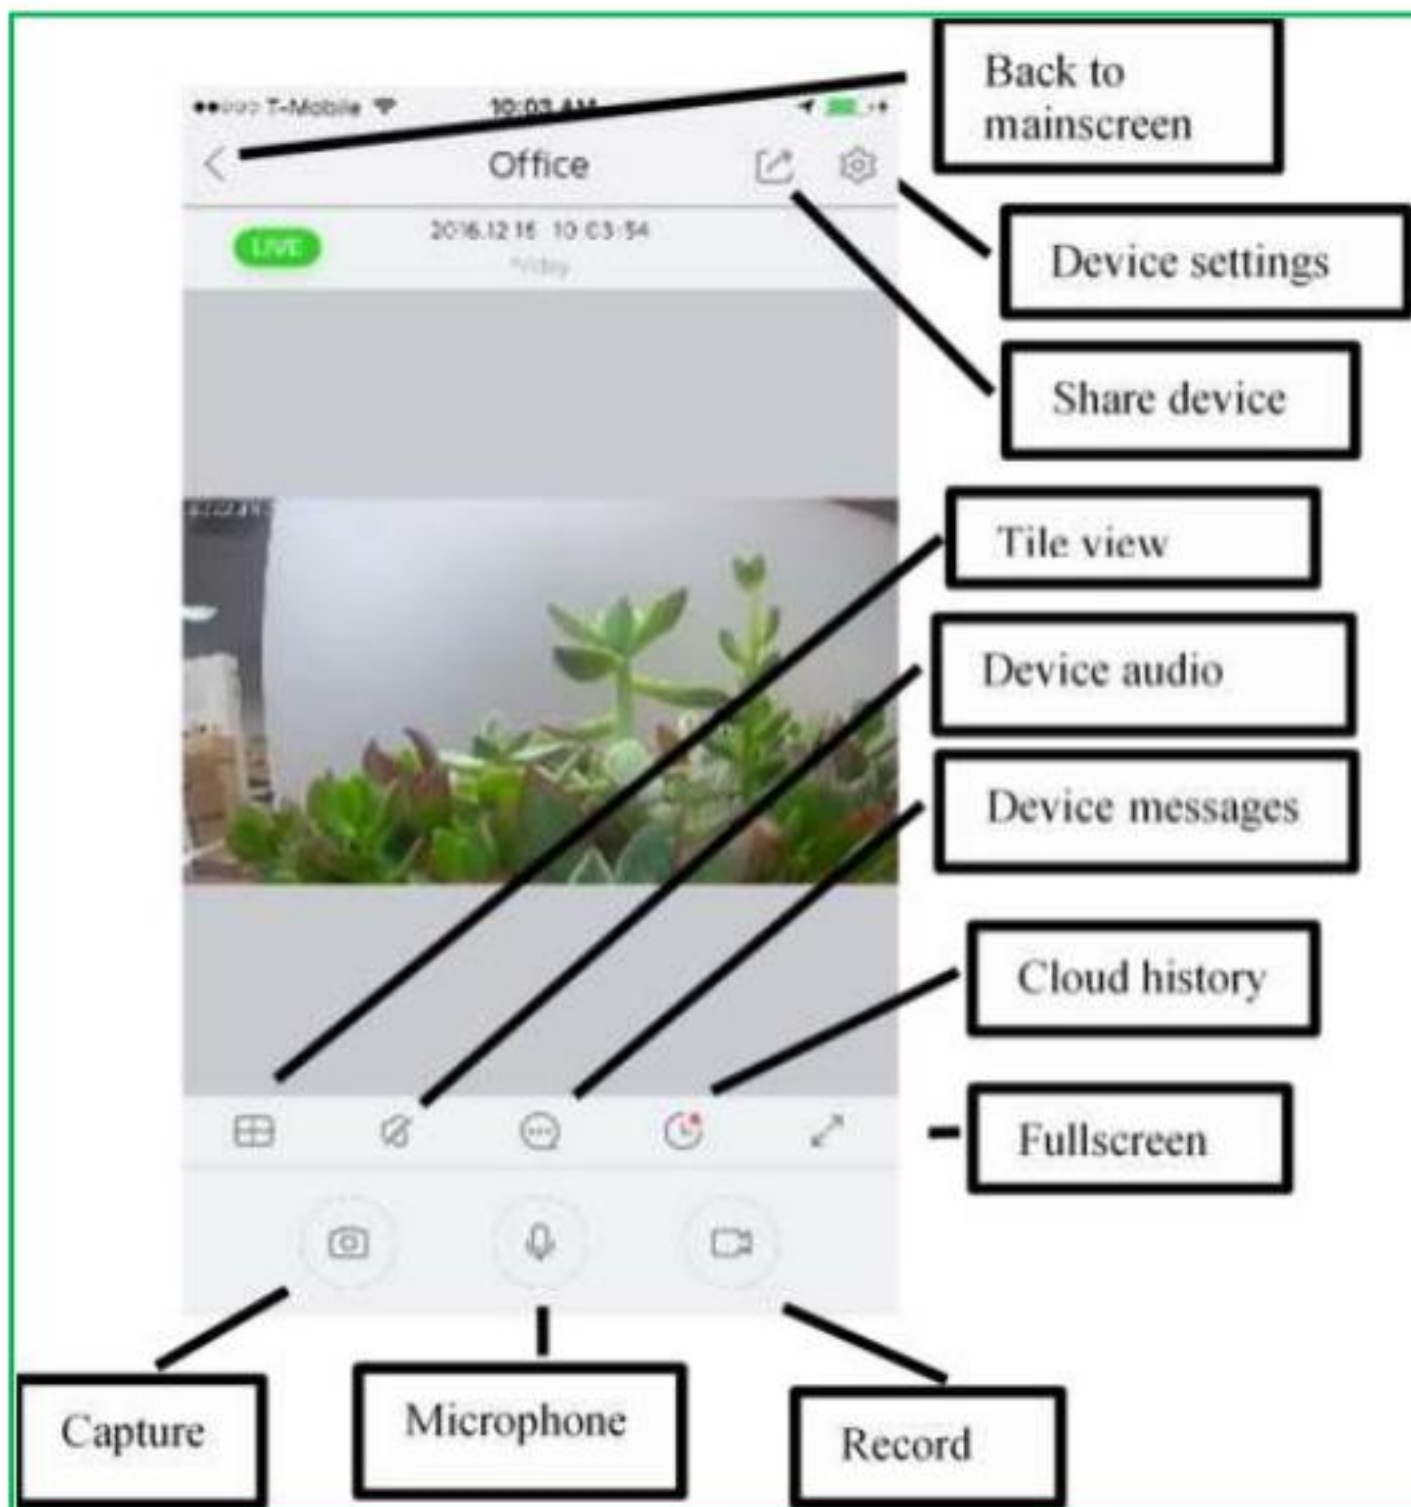 Back to
mainscreen
T-Mobile
10:03 AM
Office
LIVE
2016.12.16 10:03:54
Friday
Device settings
Share device
Tile view
Device audio
Device messages
Cloud history
Fullscreen
Capture
Microphone
Record